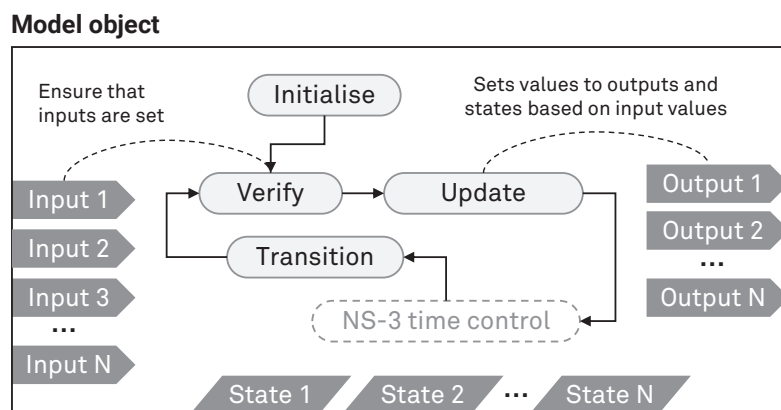 Model object
Ensure that
inputs are set
Initialise
Sets values to outputs and
states based on input values
Input 1
Verify
Update
Output 1
Input 2
Transition
Output 2
...
Input 3
...
NS-3 time control
Output N
Input N
State 1
State 2
...
State N